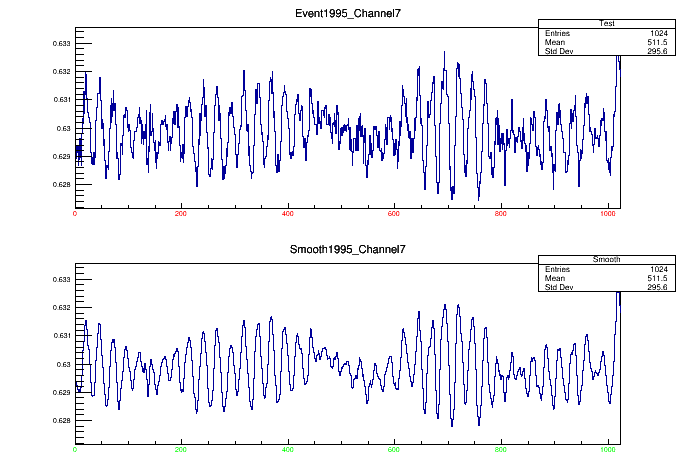 Event1995_Channel7
Test
Entries 1024
Mean 511.5
Std Dev 295.6
0.633
0.632
0.631
0.63
0.629
0.628
0 200 400 600 800 1000
Smooth1995_Channel7
Smooth
Entries 1024
Mean 511.5
Std Dev 295.6
0.633
0.632
0.631
0.63
0.629
0.628
0 200 400 600 800 1000